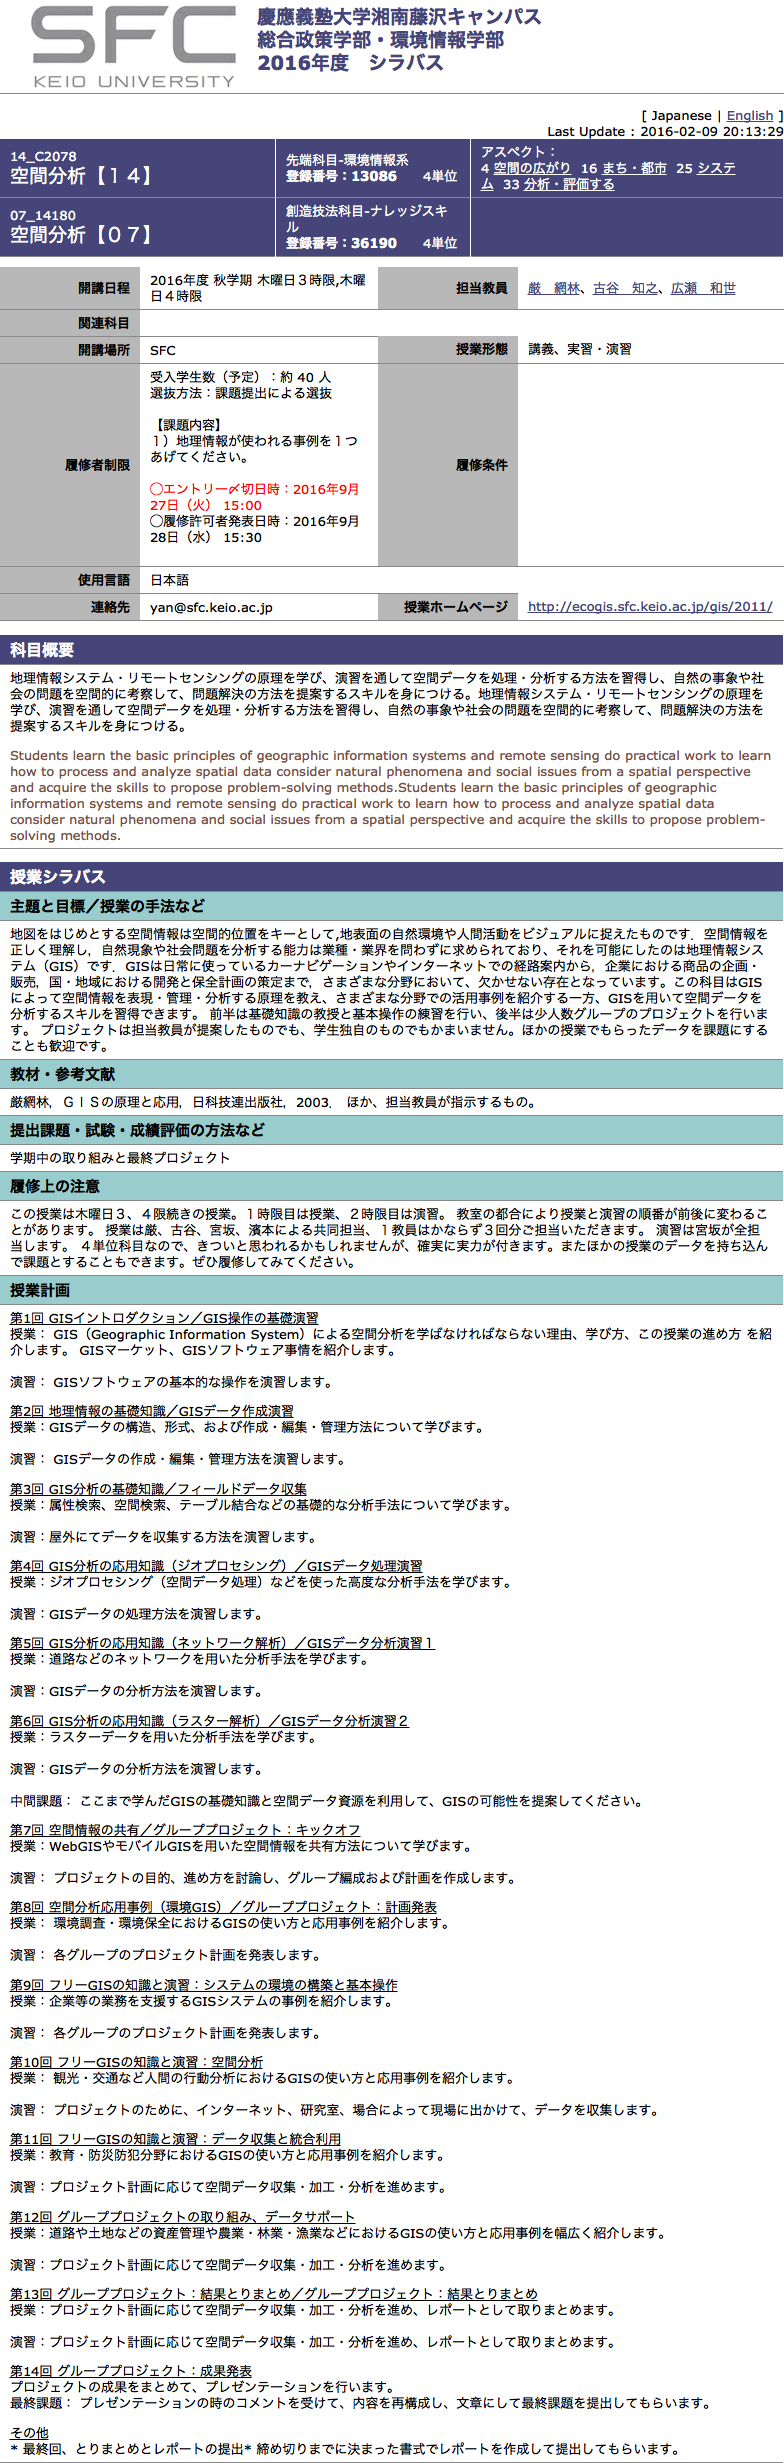 SFC
KEIO UNIVERSITY
慶應義塾大学湘南藤沢キャンパス
総合政策学部・環境情報学部
2016年度　シラバス
[ Japanese | English ]
Last Update : 2016-02-09 20:13:29
14_C2078
空間分析【１４】
先端科目-環境情報系
登録番号：13086　　4単位
アスペクト：
4 空間の広がり 16 まち・都市 25 システ
ム 33 分析・評価する
07_14180
空間分析【０７】
創造技法科目-ナレッジスキ
ル
登録番号：36190　　4単位
開講日程
2016年度 秋学期 木曜日３時限,木曜
日４時限
担当教員
厳　網林、古谷　知之、広瀬　和世
関連科目
開講場所
SFC
授業形態
講義、実習・演習
履修者制限
受入学生数（予定）：約 40 人
選抜方法：課題提出による選抜
【課題内容】
１）地理情報が使われる事例を１つ
あげてください。
◯エントリー〆切日時：2016年9月
27日（火） 15:00
◯履修許可者発表日時：2016年9月
28日（水） 15:30
履修条件
使用言語
日本語
連絡先
yan@sfc.keio.ac.jp
授業ホームページ
http://ecogis.sfc.keio.ac.jp/gis/2011/
科目概要
地理情報システム・リモートセンシングの原理を学び、演習を通して空間データを処理・分析する方法を習得し、自然の事象や社
会の問題を空間的に考察して、問題解決の方法を提案するスキルを身につける。地理情報システム・リモートセンシングの原理を
学び、演習を通して空間データを処理・分析する方法を習得し、自然の事象や社会の問題を空間的に考察して、問題解決の方法を
提案するスキルを身につける。
Students learn the basic principles of geographic information systems and remote sensing do practical work to learn
how to process and analyze spatial data consider natural phenomena and social issues from a spatial perspective
and acquire the skills to propose problem-solving methods.Students learn the basic principles of geographic
information systems and remote sensing do practical work to learn how to process and analyze spatial data
consider natural phenomena and social issues from a spatial perspective and acquire the skills to propose problem-
solving methods.
授業シラバス
主題と目標／授業の手法など
地図をはじめとする空間情報は空間的位置をキーとして,地表面の自然環境や人間活動をビジュアルに捉えたものです．空間情報を
正しく理解し，自然現象や社会問題を分析する能力は業種・業界を問わずに求められており、それを可能にしたのは地理情報シス
テム（GIS）です．GISは日常に使っているカーナビゲーションやインターネットでの経路案内から，企業における商品の企画・
販売，国・地域における開発と保全計画の策定まで，さまざまな分野において、欠かせない存在となっています。この科目はGIS
によって空間情報を表現・管理・分析する原理を教え、さまざまな分野での活用事例を紹介する一方、GISを用いて空間データを
分析するスキルを習得できます。 前半は基礎知識の教授と基本操作の練習を行い、後半は少人数グループのプロジェクトを行いま
す。 プロジェクトは担当教員が提案したものでも、学生独自のものでもかまいません。ほかの授業でもらったデータを課題にする
ことも歓迎です。
教材・参考文献
厳網林，ＧＩＳの原理と応用，日科技連出版社，2003． ほか、担当教員が指示するもの。
提出課題・試験・成績評価の方法など
学期中の取り組みと最終プロジェクト
履修上の注意
この授業は木曜日３、４限続きの授業。１時限目は授業、２時限目は演習。 教室の都合により授業と演習の順番が前後に変わるこ
とがあります。 授業は厳、古谷、宮坂、濱本による共同担当、１教員はかならず３回分ご担当いただきます。 演習は宮坂が全担
当します。 ４単位科目なので、きついと思われるかもしれませんが、確実に実力が付きます。またほかの授業のデータを持ち込ん
で課題とすることもできます。ぜひ履修してみてください。
授業計画
第1回 GISイントロダクション／GIS操作の基礎演習
授業： GIS（Geographic Information System）による空間分析を学ばなければならない理由、学び方、この授業の進め方 を紹
介します。 GISマーケット、GISソフトウェア事情を紹介します。
演習： GISソフトウェアの基本的な操作を演習します。
第2回 地理情報の基礎知識／GISデータ作成演習
授業：GISデータの構造、形式、および作成・編集・管理方法について学びます。
演習： GISデータの作成・編集・管理方法を演習します。
第3回 GIS分析の基礎知識／フィールドデータ収集
授業：属性検索、空間検索、テーブル結合などの基礎的な分析手法について学びます。
演習：屋外にてデータを収集する方法を演習します。
第4回 GIS分析の応用知識（ジオプロセシング）／GISデータ処理演習
授業：ジオプロセシング（空間データ処理）などを使った高度な分析手法を学びます。
演習：GISデータの処理方法を演習します。
第5回 GIS分析の応用知識（ネットワーク解析）／GISデータ分析演習１
授業：道路などのネットワークを用いた分析手法を学びます。
演習：GISデータの分析方法を演習します。
第6回 GIS分析の応用知識（ラスター解析）／GISデータ分析演習２
授業：ラスターデータを用いた分析手法を学びます。
演習：GISデータの分析方法を演習します。
中間課題： ここまで学んだGISの基礎知識と空間データ資源を利用して、GISの可能性を提案してください。
第7回 空間情報の共有／グループプロジェクト：キックオフ
授業：WebGISやモバイルGISを用いた空間情報を共有方法について学びます。
演習： プロジェクトの目的、進め方を討論し、グループ編成および計画を作成します。
第8回 空間分析応用事例（環境GIS）／グループプロジェクト：計画発表
授業： 環境調査・環境保全におけるGISの使い方と応用事例を紹介します。
演習： 各グループのプロジェクト計画を発表します。
第9回 フリーGISの知識と演習：システムの環境の構築と基本操作
授業：企業等の業務を支援するGISシステムの事例を紹介します。
演習： 各グループのプロジェクト計画を発表します。
第10回 フリーGISの知識と演習：空間分析
授業： 観光・交通など人間の行動分析におけるGISの使い方と応用事例を紹介します。
演習： プロジェクトのために、インターネット、研究室、場合によって現場に出かけて、データを収集します。
第11回 フリーGISの知識と演習：データ収集と統合利用
授業：教育・防災防犯分野におけるGISの使い方と応用事例を紹介します。
演習：プロジェクト計画に応じて空間データ収集・加工・分析を進めます。
第12回 グループプロジェクトの取り組み、データサポート
授業：道路や土地などの資産管理や農業・林業・漁業などにおけるGISの使い方と応用事例を幅広く紹介します。
演習：プロジェクト計画に応じて空間データ収集・加工・分析を進めます。
第13回 グループプロジェクト：結果とりまとめ／グループプロジェクト：結果とりまとめ
授業：プロジェクト計画に応じて空間データ収集・加工・分析を進め、レポートとして取りまとめます。
演習：プロジェクト計画に応じて空間データ収集・加工・分析を進め、レポートとして取りまとめます。
第14回 グループプロジェクト：成果発表
プロジェクトの成果をまとめて、プレゼンテーションを行います。
最終課題： プレゼンテーションの時のコメントを受けて、内容を再構成し、文章にして最終課題を提出してもらいます。
その他
* 最終回、とりまとめとレポートの提出* 締め切りまでに決まった書式でレポートを作成して提出してもらいます。